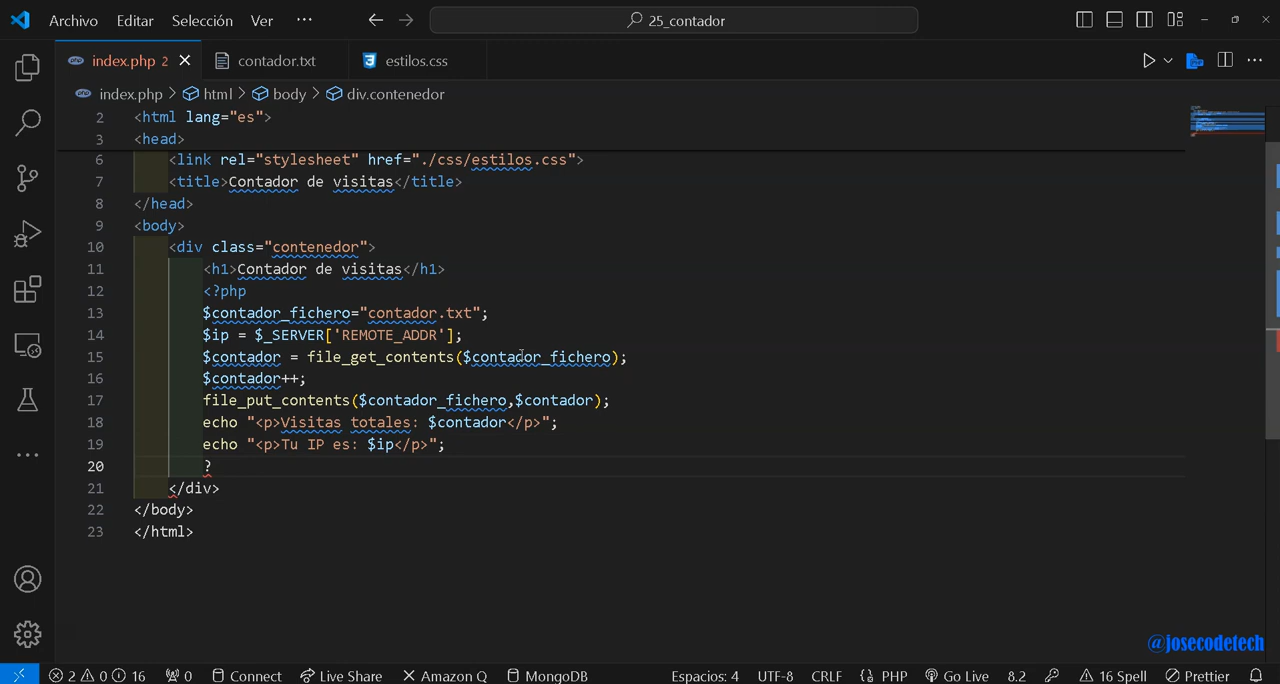 Archivo Editar Selección Ver ··· 25_contador
index.php 2 contador.txt estilos.css
index.php > html > body > div.contenedor
2 <html lang="es">
3 <head>
6 <link rel="stylesheet" href="./css/estilos.css">
7 <title>Contador de visitas</title>
8 </head>
9 <body>
10 <div class="contenedor">
11 <h1>Contador de visitas</h1>
12 <?php
13 $contador_fichero="contador.txt";
14 $ip = $_SERVER['REMOTE_ADDR'];
15 $contador = file_get_contents($contador_fichero);
16 $contador++;
17 file_put_contents($contador_fichero,$contador);
18 echo "<p>Visitas totales: $contador</p>";
19 echo "<p>Tu IP es: $ip</p>";
20 ?
21 </div>
22 </body>
23 </html>
@josecodetech
2 0 16 0 Connect Live Share Amazon Q MongoDB Espacios: 4 UTF-8 CRLF {} PHP Go Live 8.2 16 Spell Prettier